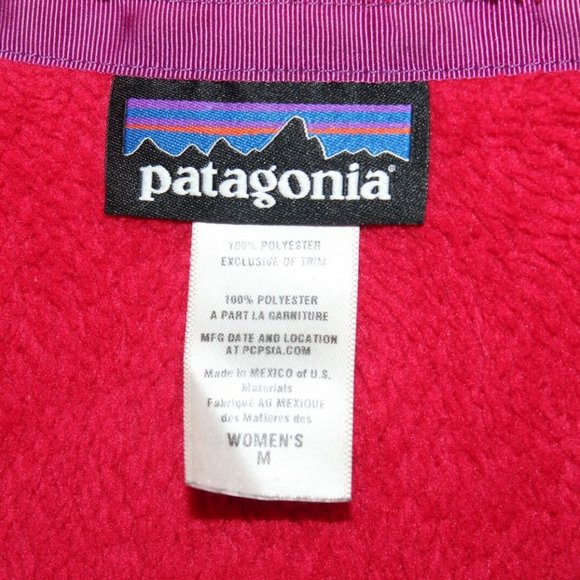 patagonia®
100% POLYESTER
EXCLUSIVE OF TRIM
100% POLYESTER
A PART LA GARNITURE
MFG DATE AND LOCATION
AT PCPSIA.COM
Made in MEXICO of U.S.
Materials
Fabriqué AU MEXIQUE
des Matieres des
WOMEN'S
M